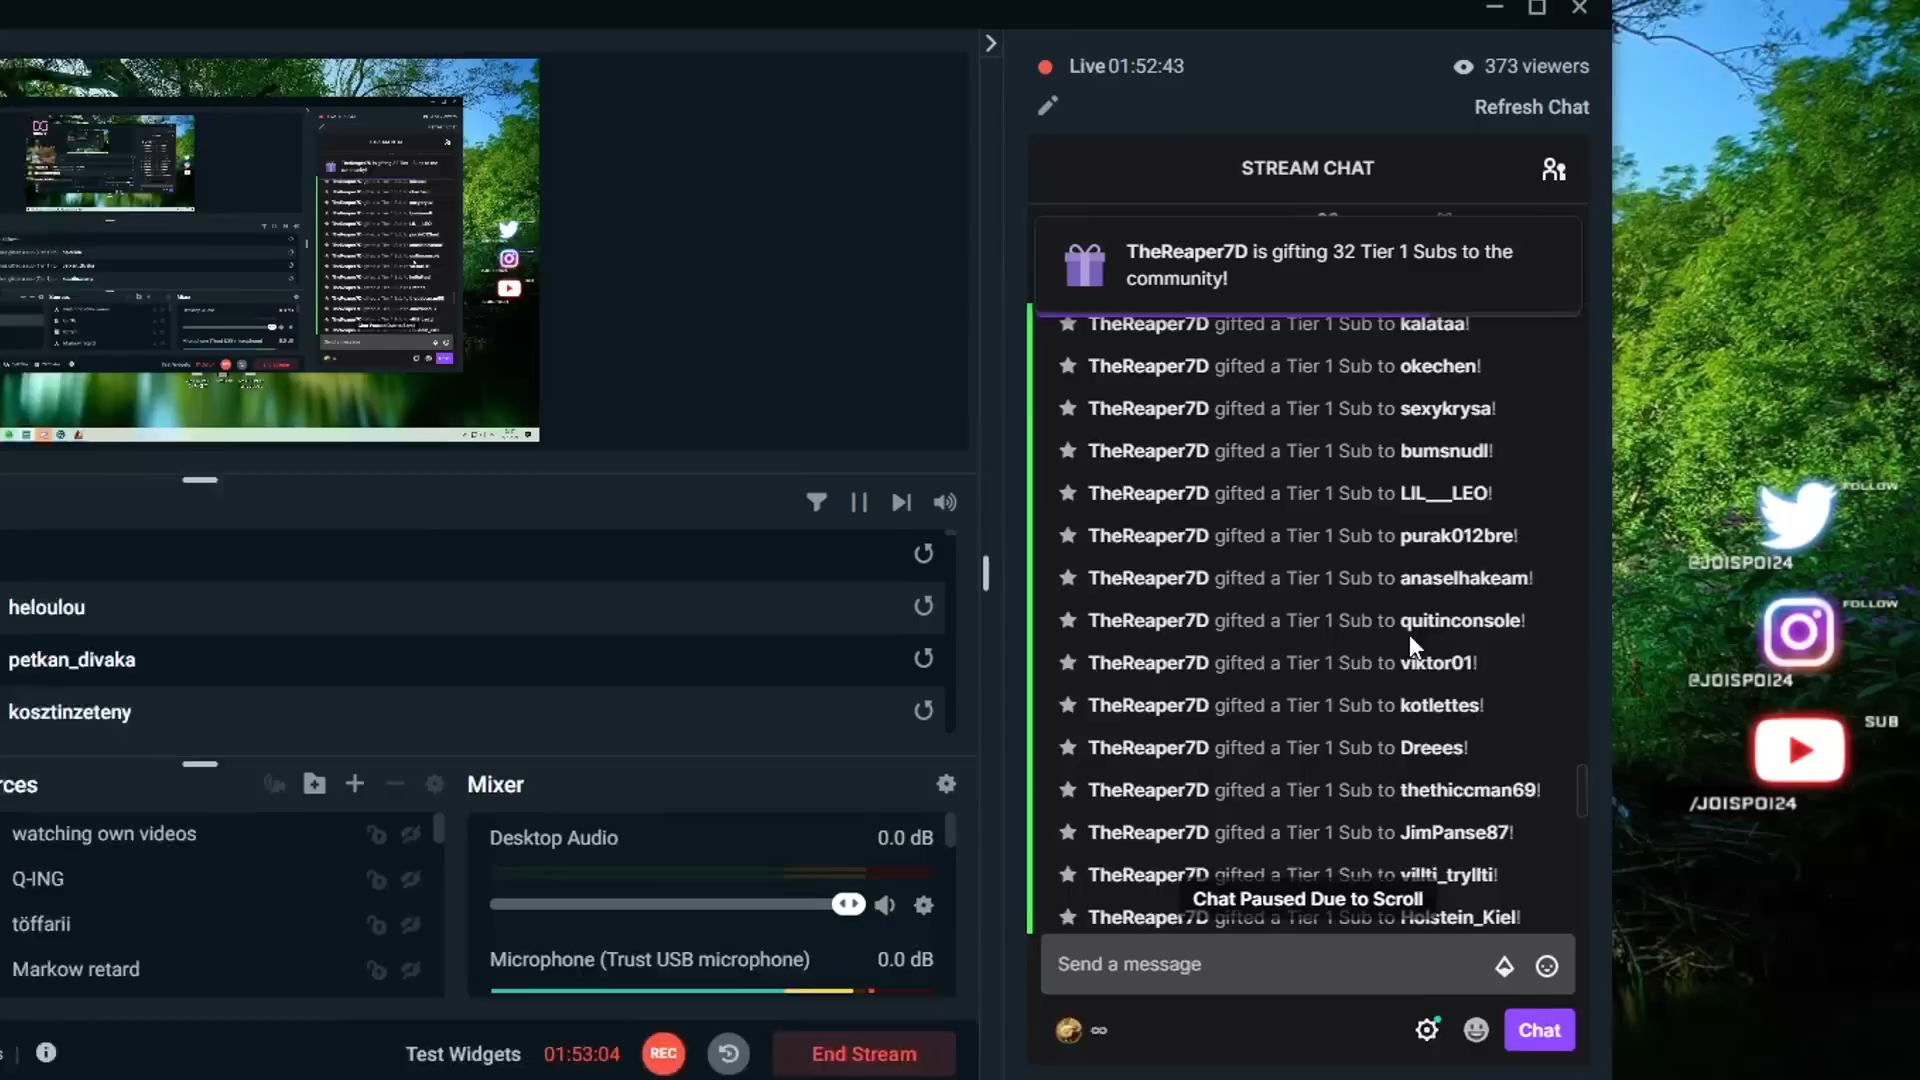 Live 01:52:43
373 viewers
Refresh Chat
STREAM CHAT
TheReaper7D is gifting 32 Tier 1 Subs to the
community!
TheReaper7D gifted a Tier 1 Sub to kalataa!
TheReaper7D gifted a Tier 1 Sub to okechen!
TheReaper7D gifted a Tier 1 Sub to sexykrysa!
TheReaper7D gifted a Tier 1 Sub to bumsnudl!
TheReaper7D gifted a Tier 1 Sub to LIL___LEO!
TheReaper7D gifted a Tier 1 Sub to purak012bre!
TheReaper7D gifted a Tier 1 Sub to anaselhakeam!
TheReaper7D gifted a Tier 1 Sub to quitinconsole!
TheReaper7D gifted a Tier 1 Sub to viktor01!
TheReaper7D gifted a Tier 1 Sub to kotlettes!
TheReaper7D gifted a Tier 1 Sub to Dreees!
TheReaper7D gifted a Tier 1 Sub to thethiccman69!
TheReaper7D gifted a Tier 1 Sub to JimPanse87!
TheReaper7D gifted a Tier 1 Sub to villti_tryllti!
Chat Paused Due to Scroll
TheReaper7D gifted a Tier 1 Sub to Holstein_Kiel!
Send a message
Chat
heloulou
petkan_divaka
kosztinzeteny
rces
watching own videos
Q-ING
töffarii
Markow retard
Mixer
Desktop Audio 0.0 dB
Microphone (Trust USB microphone) 0.0 dB
s
Test Widgets 01:53:04 REC End Stream
FOLLOW
@JOISPOI24
FOLLOW
@JOISPOI24
SUB
/JOISPOI24